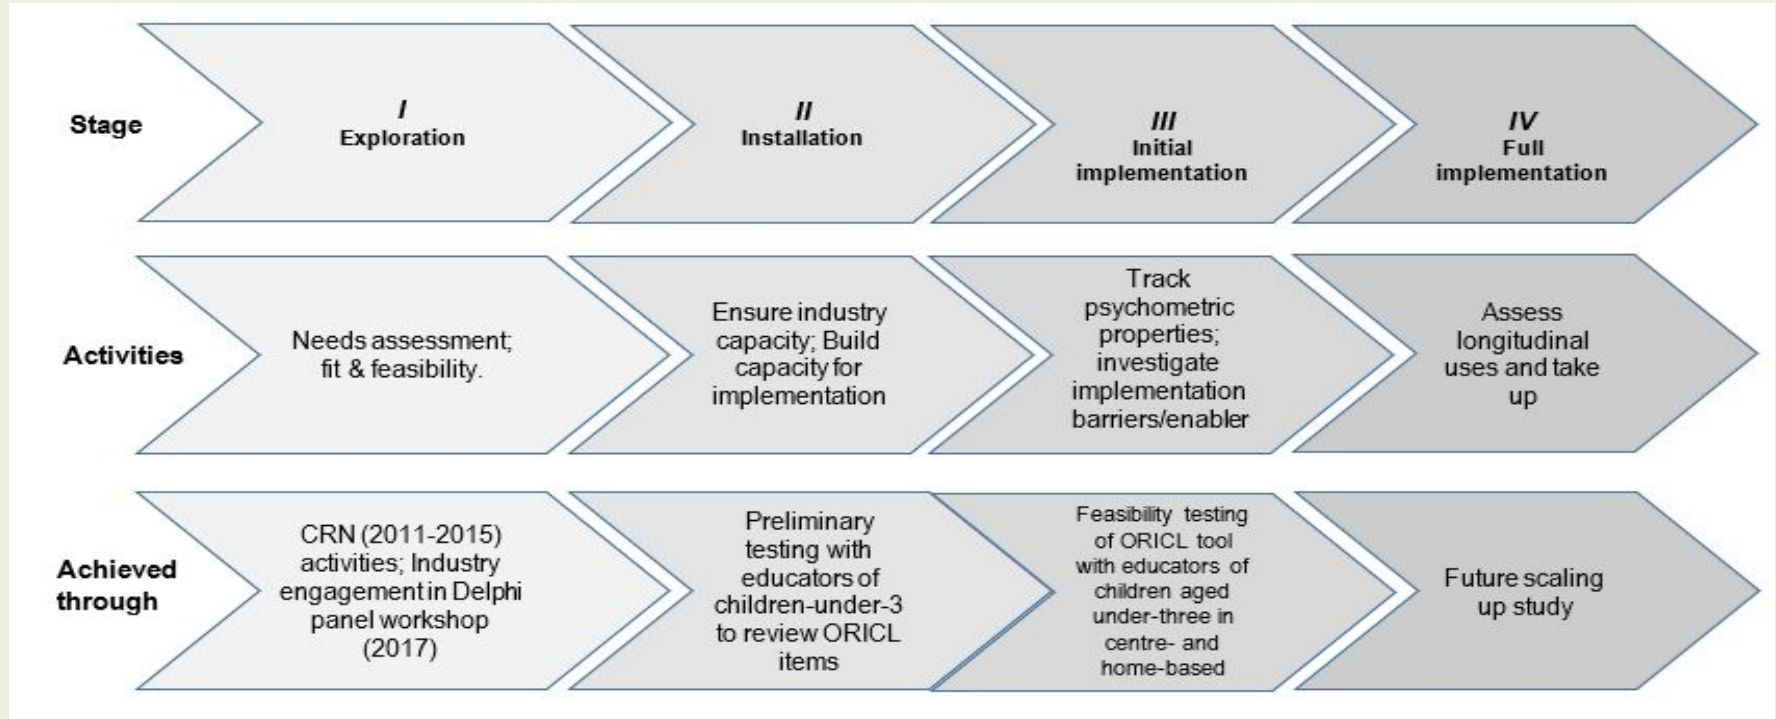 Stage
I
Exploration
II
Installation
III
Initial
implementation
IV
Full
implementation
Activities
Needs assessment;
fit & feasibility.
Ensure industry
capacity; Build
capacity for
implementation
Track
psychometric
properties;
investigate
implementation
barriers/enabler
Assess
longitudinal
uses and take
up
Achieved
through
CRN (2011-2015)
activities; Industry
engagement in Delphi
panel workshop
(2017)
Preliminary
testing with
educators of
children-under-3
to review ORICL
items
Feasibility testing
of ORICL tool
with educators of
children aged
under-three in
centre- and
home-based
Future scaling
up study